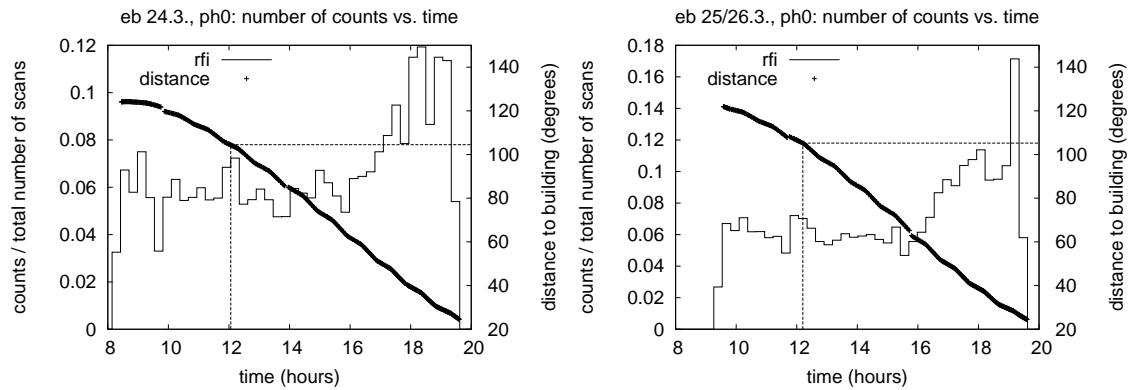 eb 24.3., ph0: number of counts vs. time
rfi
distance
counts / total number of scans
0.12
0.1
0.08
0.06
0.04
0.02
0
140
120
100
80
60
40
20
distance to building (degrees)
8 10 12 14 16 18 20
time (hours)
eb 25/26.3., ph0: number of counts vs. time
rfi
distance
counts / total number of scans
0.18
0.16
0.14
0.12
0.1
0.08
0.06
0.04
0.02
0
140
120
100
80
60
40
20
distance to building (degrees)
8 10 12 14 16 18 20
time (hours)